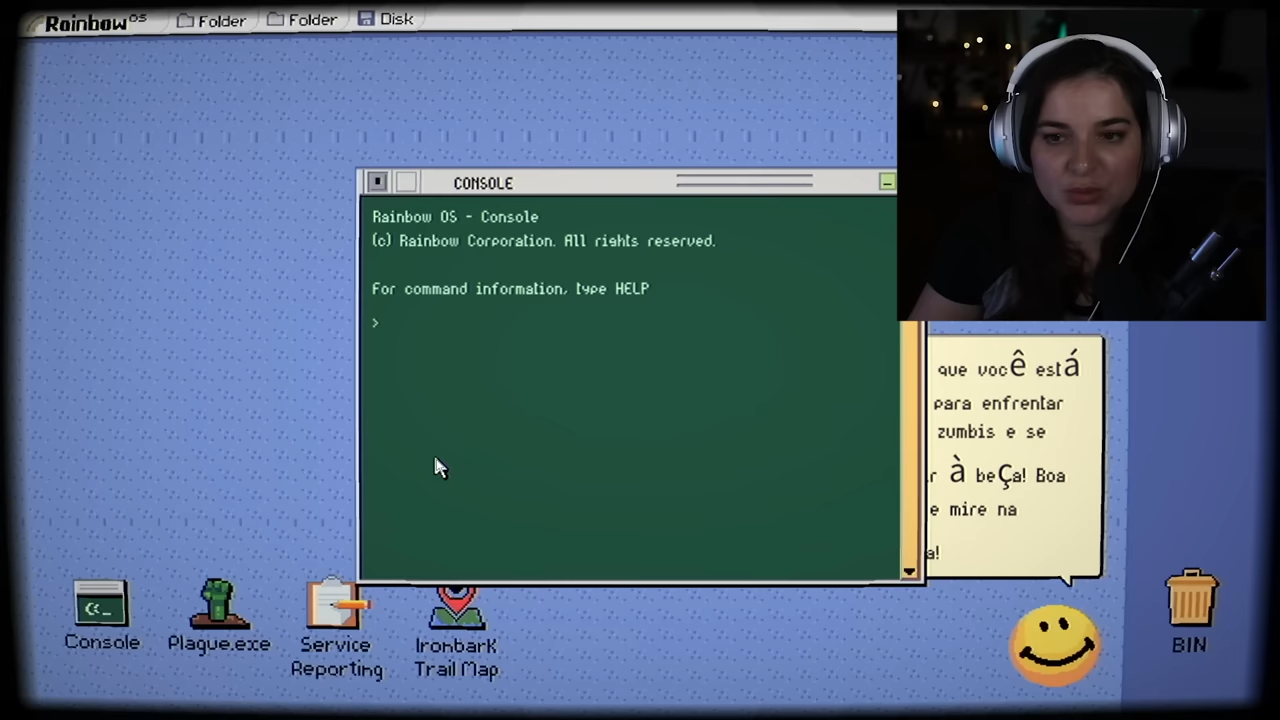 Rainbow OS
Folder
Folder
Disk
CONSOLE
Rainbow OS - Console
(c) Rainbow Corporation. All rights reserved.
For command information, type HELP
>
que você está
para enfrentar
zumbis e se
à beça! Boa
e mire na
a!
Console
Plague.exe
Service
Reporting
Ironbark
Trail Map
BIN